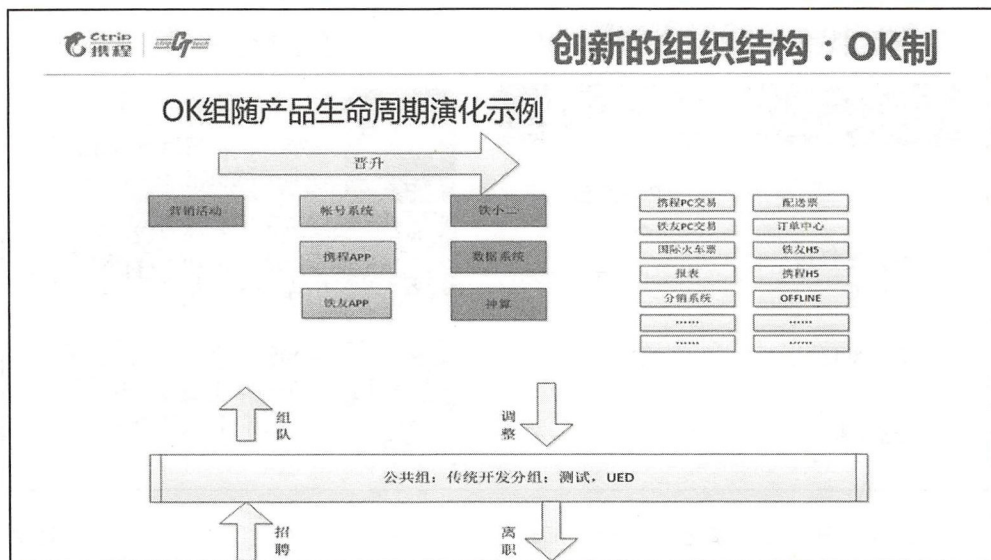 Ctrip
携程
CT
创新的组织结构：OK制
OK组随产品生命周期演化示例
晋升
营销活动
帐号系统
铁小二
携程PC交易
配送票
铁友PC交易
订单中心
携程APP
数据系统
国际火车票
铁友H5
报表
携程H5
铁友APP
神算
分销系统
OFFLINE
......
......
......
......
组队
调整
公共组：传统开发分组；测试，UED
招聘
离职